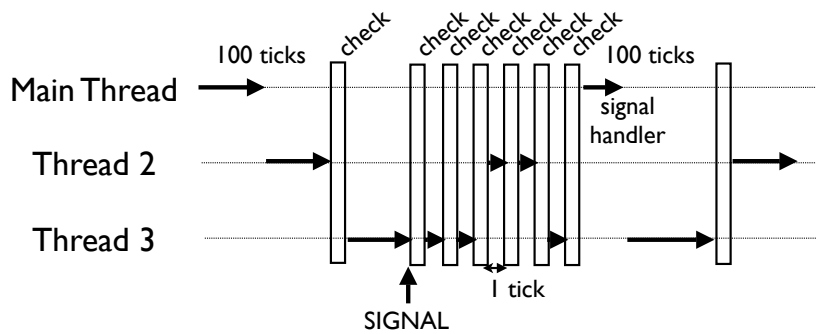 check
check
check
check
check
check
check
100 ticks
100 ticks
Main Thread
signal
handler
Thread 2
Thread 3
1 tick
SIGNAL